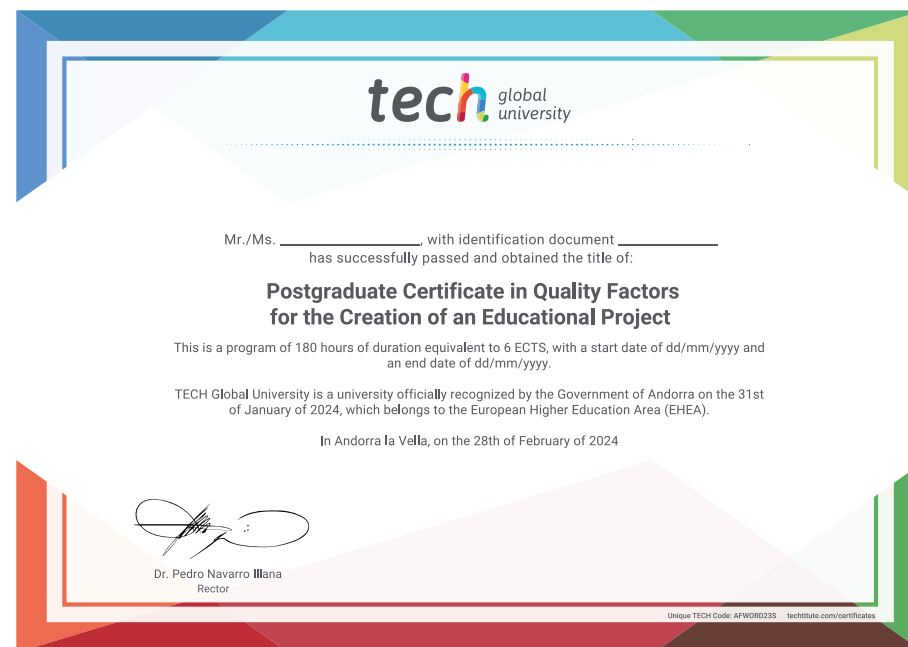 tech global university
Mr./Ms. ____________________, with identification document ______________
has successfully passed and obtained the title of:
Postgraduate Certificate in Quality Factors
for the Creation of an Educational Project
This is a program of 180 hours of duration equivalent to 6 ECTS, with a start date of dd/mm/yyyy and
an end date of dd/mm/yyyy.
TECH Global University is a university officially recognized by the Government of Andorra on the 31st
of January of 2024, which belongs to the European Higher Education Area (EHEA).
In Andorra la Vella, on the 28th of February of 2024
Dr. Pedro Navarro Illana
Rector
Unique TECH Code: AFWORD23S techtitute.com/certificates